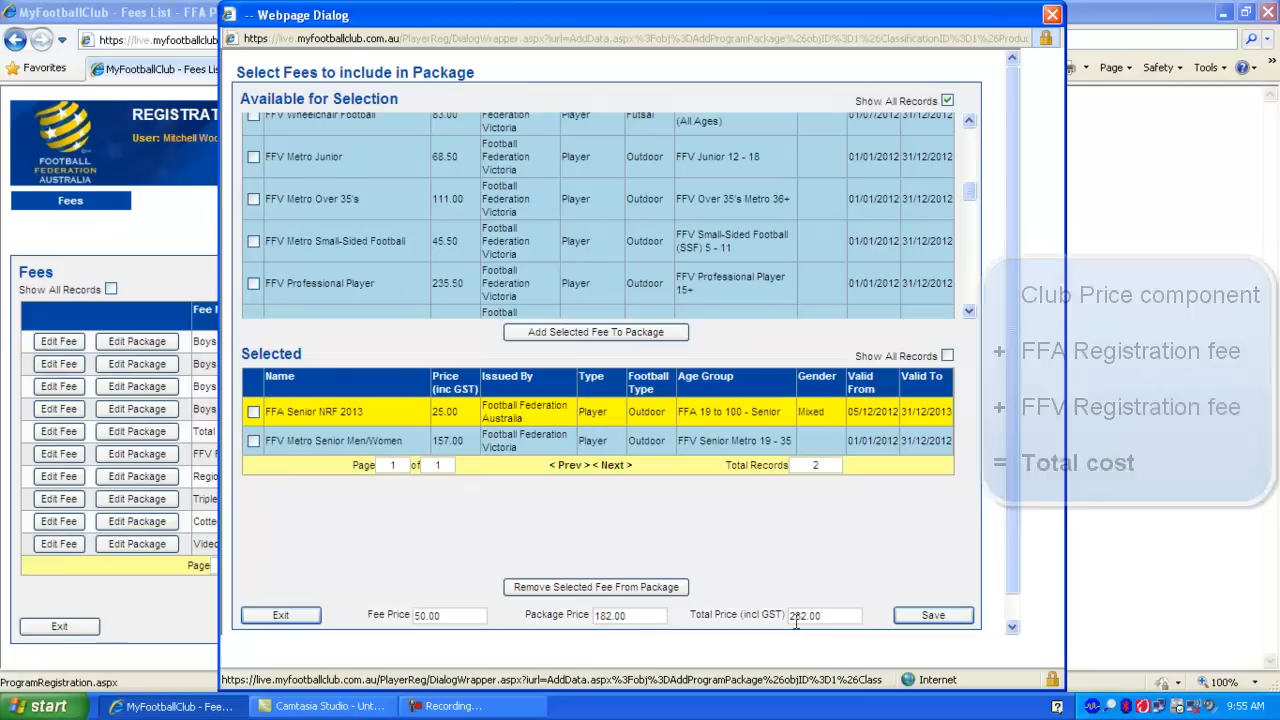 MyFootballClub - Fees List - FFA P
-- Webpage Dialog
https://live.myfootballclub
https://live.myfootballclub.com.au/PlayerReg/DialogWrapper.aspx?url=AddData.aspx%3Fobj%3DAddProgramPackage%26objID%3D1%26ClassificationID%3D1%26Produ
Favorites
MyFootballClub - Fees Lis
Page
Safety
Tools
REGISTRAT
User: Mitchell Woo
FOOTBALL
FEDERATION
AUSTRALIA
Fees
Fees
Show All Records
Fee N
Edit Fee Edit Package Boys
Edit Fee Edit Package Boys
Edit Fee Edit Package Boys
Edit Fee Edit Package Boys
Edit Fee Edit Package Total
Edit Fee Edit Package FFV F
Edit Fee Edit Package Regio
Edit Fee Edit Package Triple
Edit Fee Edit Package Cotte
Edit Fee Edit Package Video
Page
Exit
Select Fees to include in Package
Available for Selection
Show All Records
FFV Wheelchair Football 83.00 Federation Victoria Player Futsal (All Ages) 01/07/2012 31/12/2012
FFV Metro Junior 68.50 Football Federation Victoria Player Outdoor FFV Junior 12 - 18 01/01/2012 31/12/2012
FFV Metro Over 35's 111.00 Football Federation Victoria Player Outdoor FFV Over 35's Metro 36+ 01/01/2012 31/12/2012
FFV Metro Small-Sided Football 45.50 Football Federation Victoria Player Outdoor FFV Small-Sided Football (SSF) 5 - 11 01/01/2012 31/12/2012
FFV Professional Player 235.50 Football Federation Victoria Player Outdoor FFV Professional Player 15+ 01/01/2012 31/12/2012
Football
Add Selected Fee To Package
Selected
Show All Records
Name Price (inc GST) Issued By Type Football Type Age Group Gender Valid From Valid To
FFA Senior NRF 2013 25.00 Football Federation Australia Player Outdoor FFA 19 to 100 - Senior Mixed 05/12/2012 31/12/2013
FFV Metro Senior Men/Women 157.00 Football Federation Victoria Player Outdoor FFV Senior Metro 19 - 35 01/01/2012 31/12/2012
Page 1 of 1 < Prev > < Next > Total Records 2
Remove Selected Fee From Package
Exit Fee Price 50.00 Package Price 182.00 Total Price (incl GST) 232.00 Save
Club Price component
+ FFA Registration fee
+ FFV Registration fee
= Total cost
https://live.myfootballclub.com.au/PlayerReg/DialogWrapper.aspx?url=AddData.aspx%3Fobj%3DAddProgramPackage%26objID%3D1%26Class
Internet
ProgramRegistration.aspx
100%
start
MyFootballClub - Fee...
Camtasia Studio - Unt...
Recording...
9:55 AM